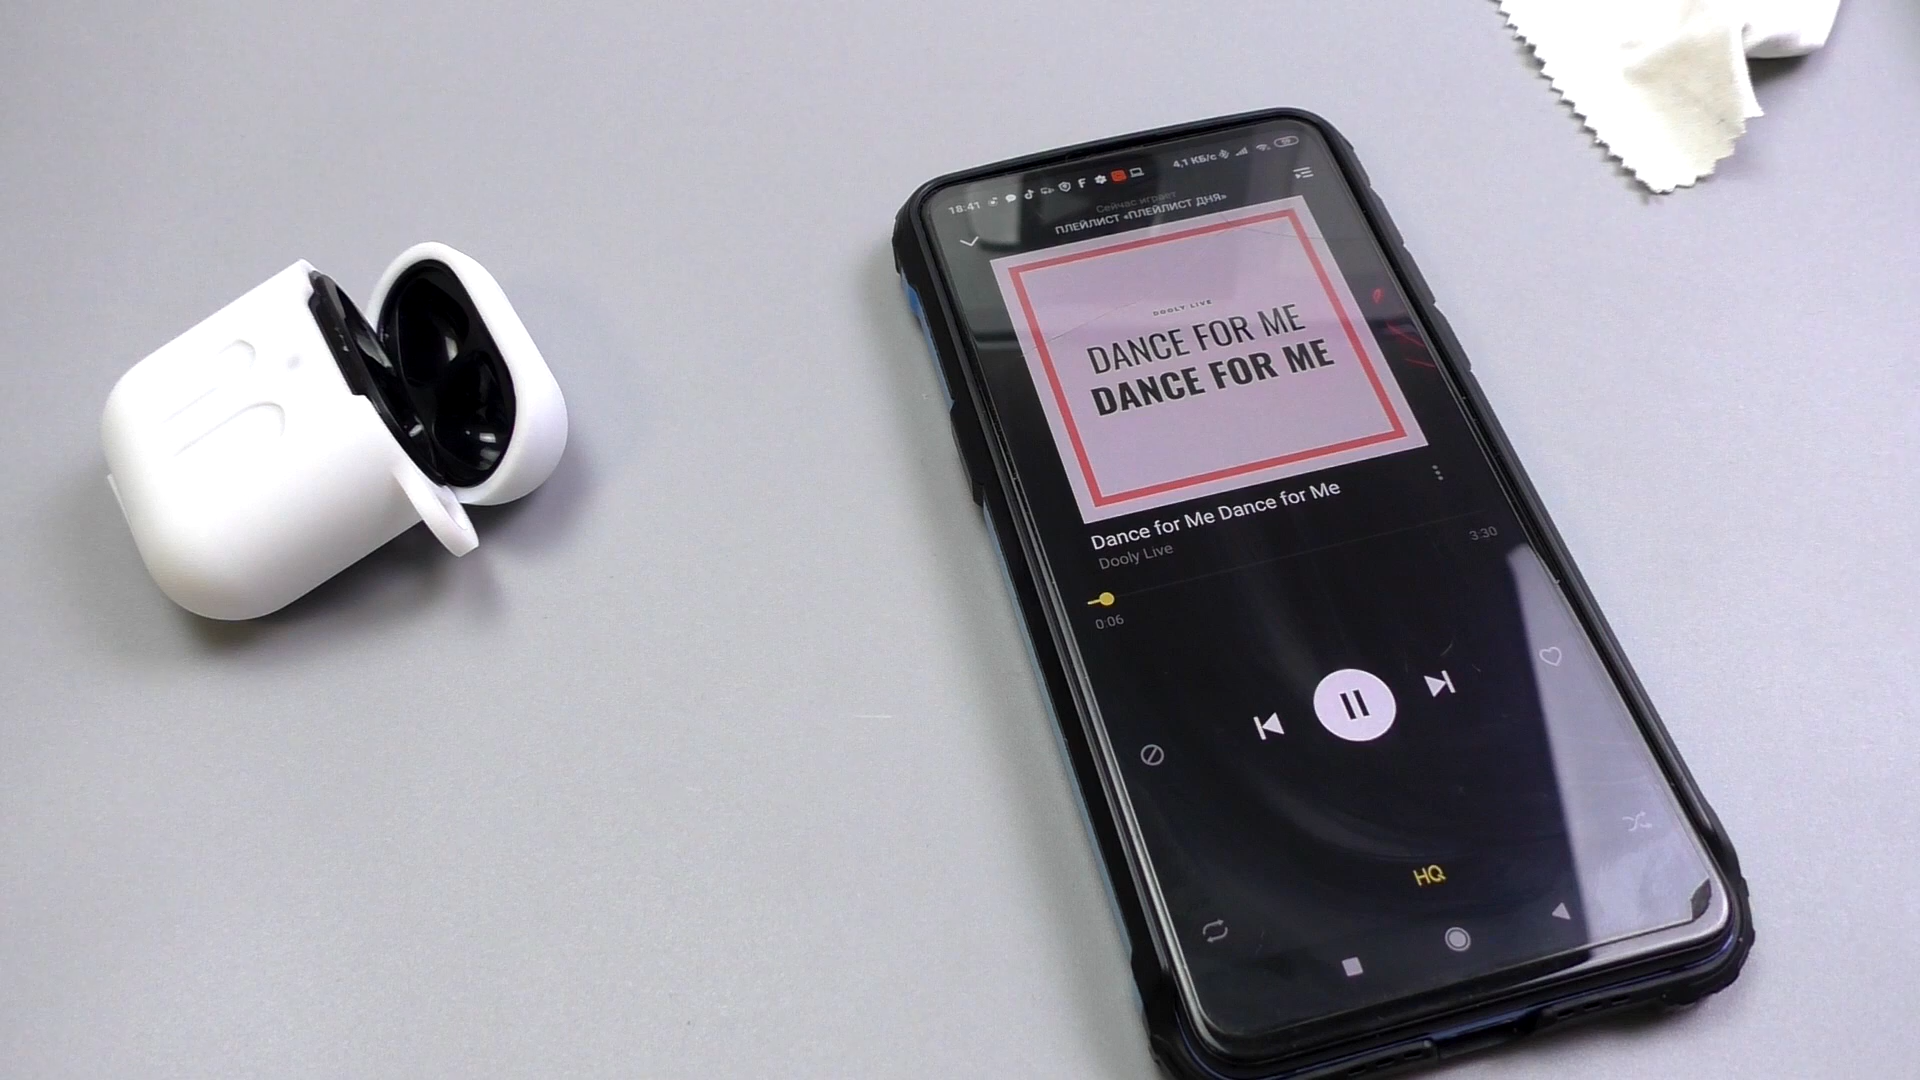 18:41
4,1 КБ/с
Сейчас играет
ПЛЕЙЛИСТ «ПЛЕЙЛИСТ ДНЯ»
DOOLY LIVE
DANCE FOR ME
DANCE FOR ME
Dance for Me Dance for Me
Dooly Live
3:30
0:06
HQ